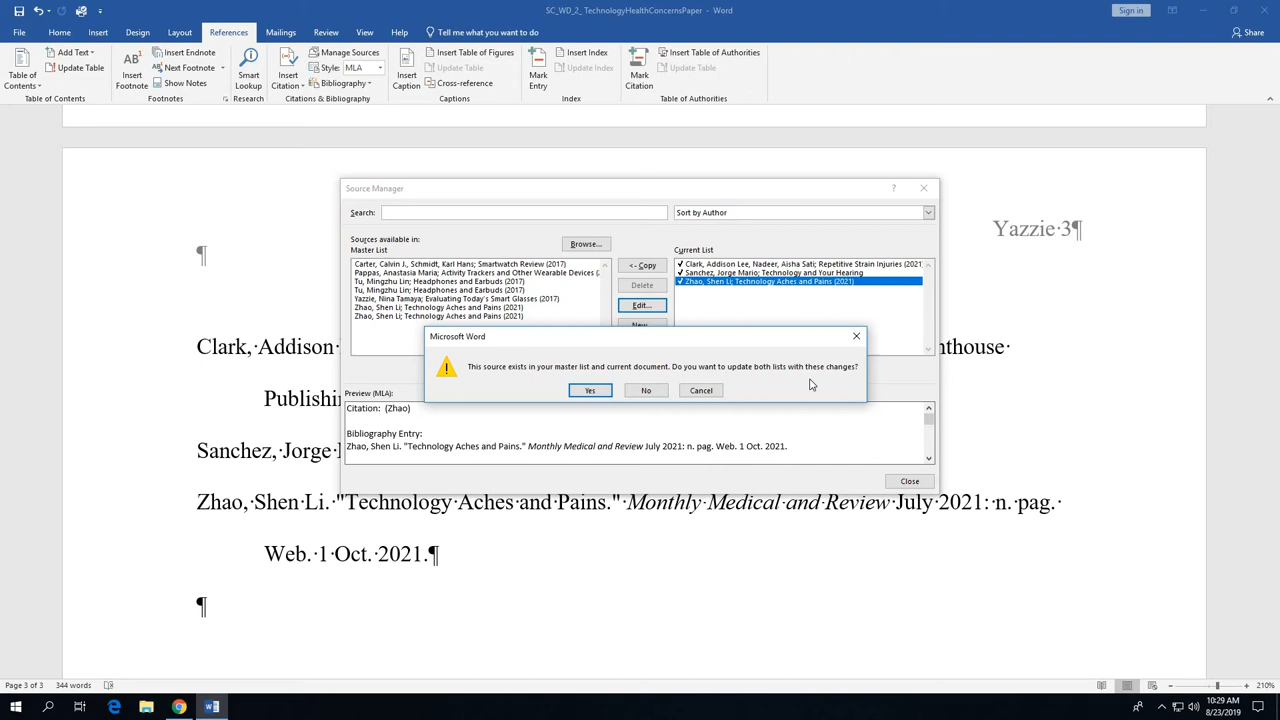 SC_WD_2_ TechnologyHealthConcernsPaper - Word
Sign in
File Home Insert Design Layout References Mailings Review View Help Tell me what you want to do Share
Table of Contents
Add Text
Update Table
Table of Contents
AB¹ Insert Footnote
Insert Endnote
Next Footnote
Show Notes
Footnotes
Smart Lookup
Research
Insert Citation
Manage Sources
Style: MLA
Bibliography
Citations & Bibliography
Insert Caption
Insert Table of Figures
Update Table
Cross-reference
Captions
Mark Entry
Insert Index
Update Index
Index
Mark Citation
Insert Table of Authorities
Update Table
Table of Authorities
Yazzie·3¶
¶
Source Manager
? ×
Search:
Sort by Author
Sources available in:
Master List
Browse...
Current List
Carter, Calvin J., Schmidt, Karl Hans; Smartwatch Review (2017)
Pappas, Anastasia Maria; Activity Trackers and Other Wearable Devices (.
Tu, Mingzhu Lin; Headphones and Earbuds (2017)
Tu, Mingzhu Lin; Headphones and Earbuds (2017)
Yazzie, Nina Tamaya; Evaluating Today's Smart Glasses (2017)
Zhao, Shen Li; Technology Aches and Pains (2021)
Zhao, Shen Li; Technology Aches and Pains (2021)
<- Copy
Delete
Edit...
New...
✓ Clark, Addison Lee, Nadeer, Aisha Sati; Repetitive Strain Injuries (2021
✓ Sanchez, Jorge Mario; Technology and Your Hearing
✓ Zhao, Shen Li; Technology Aches and Pains (2021)
Microsoft Word
This source exists in your master list and current document. Do you want to update both lists with these changes?
Yes No Cancel
Preview (MLA):
Citation: (Zhao)
Bibliography Entry:
Zhao, Shen Li. "Technology Aches and Pains." Monthly Medical and Review July 2021: n. pag. Web. 1 Oct. 2021.
Close
Clark,·Addison house·
Publishi
Sanchez,·Jorge
Zhao,·Shen·Li.·"Technology·Aches·and·Pains."·Monthly·Medical·and·Review·July·2021:·n.·pag.·
Web.·1·Oct.·2021.¶
¶
Page 3 of 3 344 words 210%
10:29 AM
8/23/2019